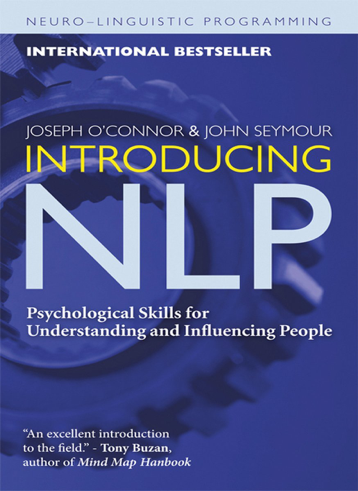 NEURO–LINGUISTIC PROGRAMMING
INTERNATIONAL BESTSELLER
JOSEPH O'CONNOR & JOHN SEYMOUR
INTRODUCING
NLP
Psychological Skills for
Understanding and Influencing People
“An excellent introduction
to the field.” - Tony Buzan,
author of Mind Map Hanbook